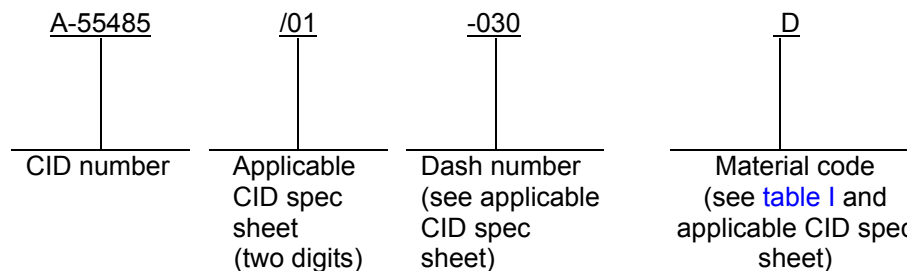 A-55485 /01 -030 D
CID number Applicable Dash number Material code
CID spec (see applicable (see table I and
sheet CID spec applicable CID spec
(two digits) sheet) sheet)